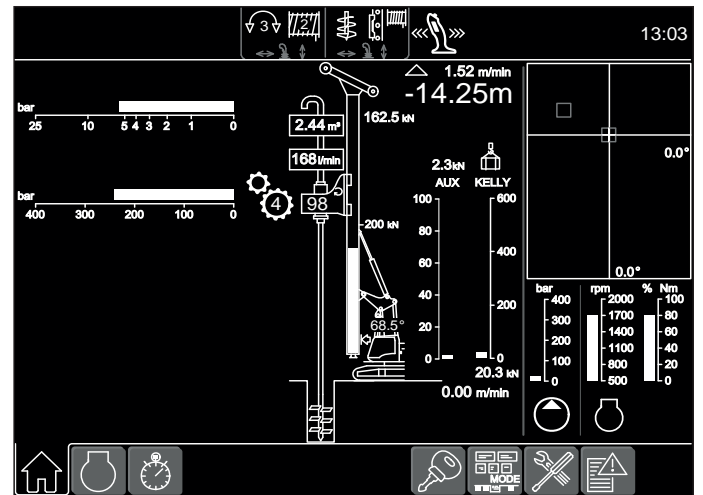 3 2 13:03
1.52 m/min
-14.25m
bar
25 10 5 4 3 2 1 0
2.44 m³
162.5 kN
168 l/min
0.0°
2.3 kN
AUX KELLY
bar
400 300 200 100 0
4 98
100 600
80
200 kN
60 400
40 200
20
0 0
68.5°
20.3 kN
0.00 m/min
0.0°
bar rpm % Nm
400 2000 100
300 1700 80
1400 60
200 1100 40
100 800 20
0 500 0
MODE